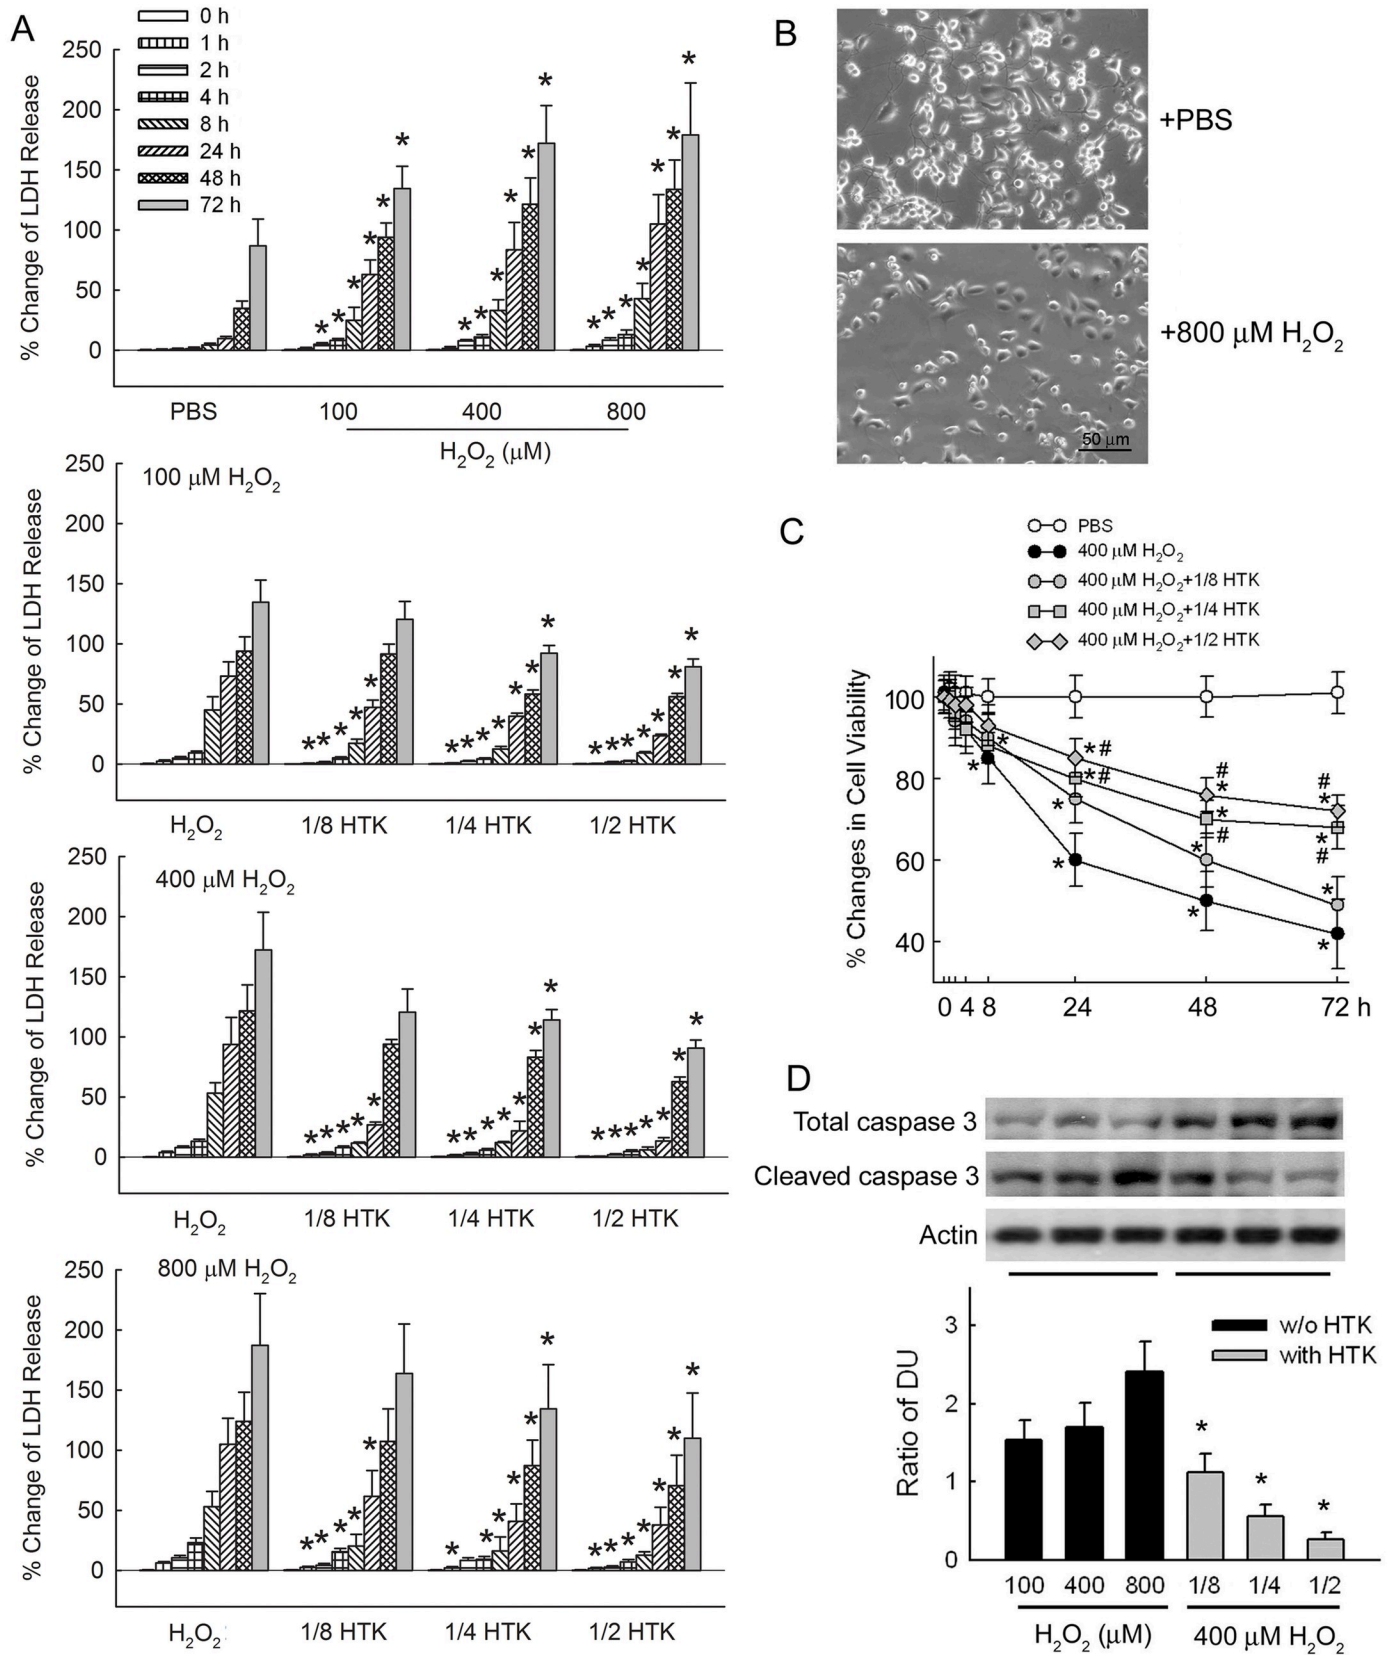 A
0 h
1 h
2 h
4 h
8 h
24 h
48 h
72 h
% Change of LDH Release
250
200
150
100
50
0
* * * * * *
* * * * * *
* * * * * * *
PBS 100 400 800
H₂O₂ (μM)
100 μM H₂O₂
% Change of LDH Release
250
200
150
100
50
0
* * * * *
* * * * * * *
* * * * * * *
H₂O₂ 1/8 HTK 1/4 HTK 1/2 HTK
400 μM H₂O₂
% Change of LDH Release
250
200
150
100
50
0
* * * * *
* * * * * * *
* * * * * * *
H₂O₂ 1/8 HTK 1/4 HTK 1/2 HTK
800 μM H₂O₂
% Change of LDH Release
250
200
150
100
50
0
* * * * *
* * * * * *
* * * * * * *
H₂O₂ 1/8 HTK 1/4 HTK 1/2 HTK
B
+PBS
+800 μM H₂O₂
50 μm
C
PBS
400 μM H₂O₂
400 μM H₂O₂+1/8 HTK
400 μM H₂O₂+1/4 HTK
400 μM H₂O₂+1/2 HTK
% Changes in Cell Viability
100
80
60
40
* *
* #
* #
*
*
#
*
*
#
*
*
#
*
*
#
*
*
0 4 8 24 48 72 h
D
Total caspase 3
Cleaved caspase 3
Actin
w/o HTK
with HTK
Ratio of DU
3
2
1
0
* * *
100 400 800 1/8 1/4 1/2
H₂O₂ (μM) 400 μM H₂O₂